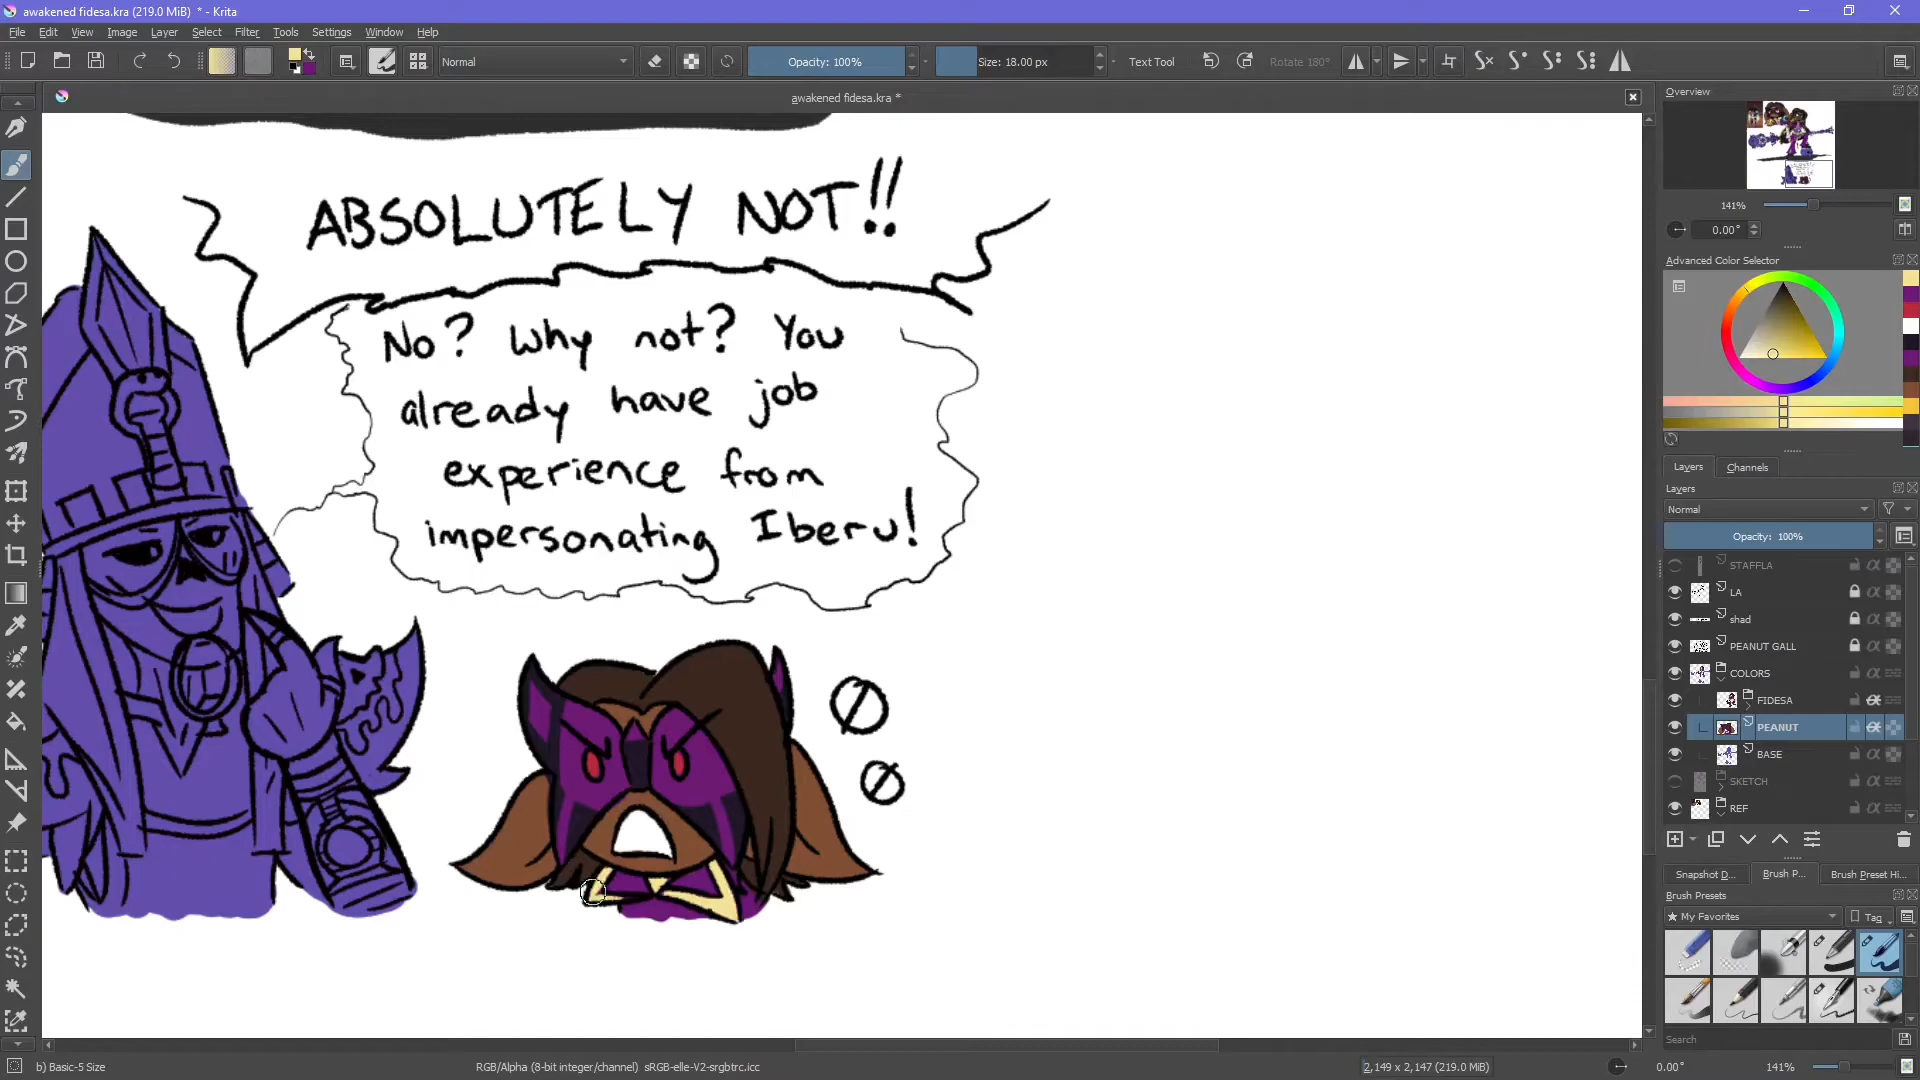 awakened fidesa.kra (219.0 MiB) * - Krita
File Edit View Image Layer Select Filter Tools Settings Window Help
Normal Opacity: 100% Size: 18.00 px Text Tool Rotate 180°
awakened fidesa.kra *
ABSOLUTELY NOT!!
No? Why not? You
already have job
experience from
impersonating Iberu!
Overview
141%
0.00°
Advanced Color Selector
Layers Channels
Layers
Normal
Opacity: 100%
STAFFLA
LA
shad
PEANUT GALL
COLORS
FIDESA
PEANUT
BASE
SKETCH
REF
Snapshot D... Brush P... Brush Preset Hi...
Brush Presets
★ My Favorites Tag
Search
b) Basic-5 Size RGB/Alpha (8-bit integer/channel) sRGB-elle-V2-srgbtrc.icc 2,149 x 2,147 (219.0 MiB) 0.00° 141%